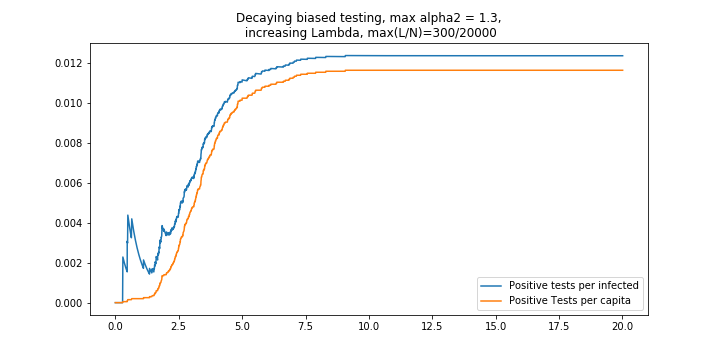 Decaying biased testing, max alpha2 = 1.3,
increasing Lambda, max(L/N)=300/20000
0.012
0.010
0.008
0.006
0.004
0.002
0.000
Positive tests per infected
Positive Tests per capita
0.0 2.5 5.0 7.5 10.0 12.5 15.0 17.5 20.0